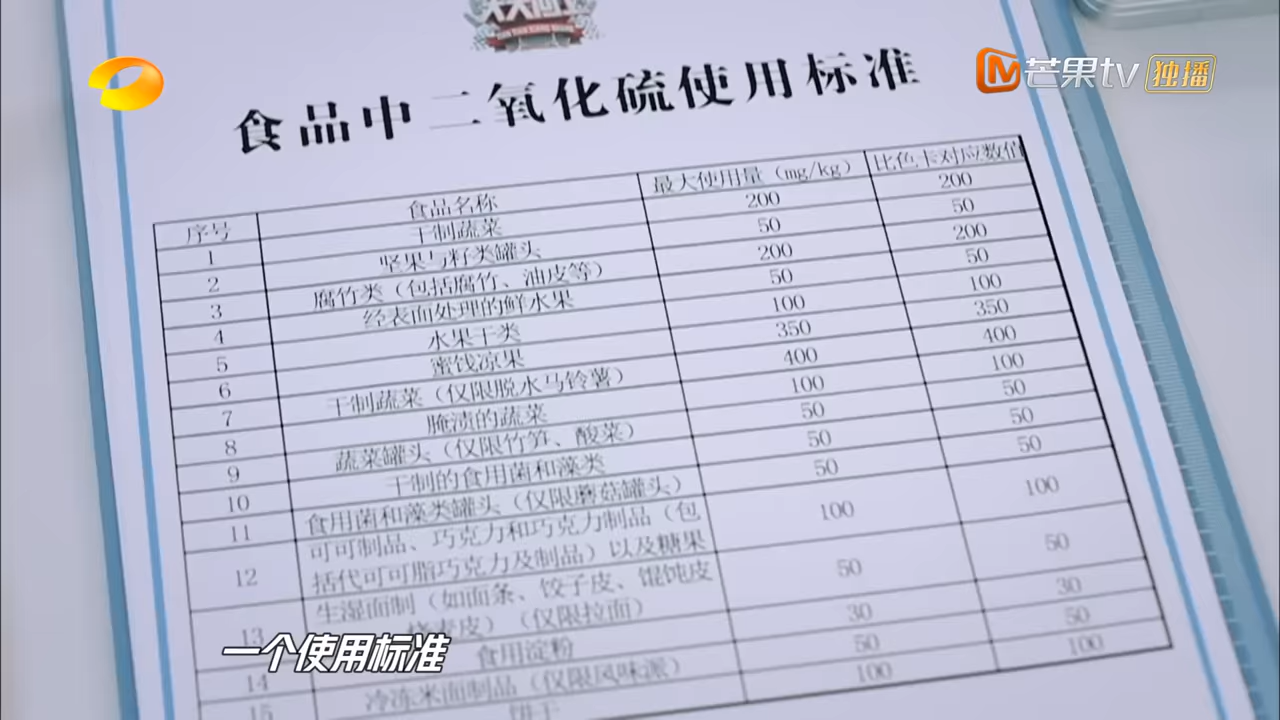 芒果tv 独播
食品中二氧化硫使用标准
序号 食品名称 最大使用量（mg/kg） 比色卡对应数值
1 干制蔬菜 200 200
2 坚果与籽类罐头 50 50
3 腐竹类（包括腐竹、油皮等） 200 200
4 经表面处理的鲜水果 50 50
5 水果干类 100 100
6 蜜饯凉果 350 350
7 干制蔬菜（仅限脱水马铃薯） 400 400
8 腌渍的蔬菜 100 100
9 蔬菜罐头（仅限竹笋、酸菜） 50 50
10 干制的食用菌和藻类 50 50
11 食用菌和藻类罐头（仅限蘑菇罐头） 50 50
12 可可制品、巧克力和巧克力制品（包 100 100
括代可可脂巧克力及制品）以及糖果
13 生湿面制（如面条、饺子皮、馄饨皮 50 50
烧麦皮）（仅限拉面）
14 食用淀粉 30 30
15 冷冻米面制品（仅限风味派） 50 50
饼干 100 100
一个使用标准